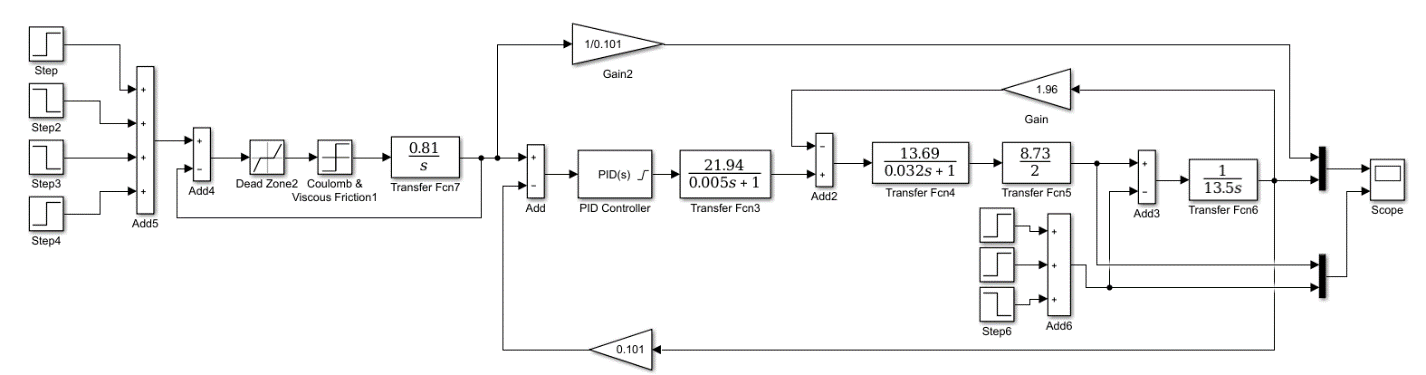 1/0.101
Gain2
Step
+
Step2
+
+
Step3
+
Step4
Add5
+
−
Add4
Dead Zone2
Coulomb &
Viscous Friction1
0.81
s
Transfer Fcn7
+
−
Add
PID(s)
PID Controller
21.94
0.005s + 1
Transfer Fcn3
−
+
Add2
1.96
Gain
13.69
0.032s + 1
Transfer Fcn4
8.73
2
Transfer Fcn5
+
−
Add3
1
13.5s
Transfer Fcn6
Scope
+
+
+
Step6
Add6
0.101